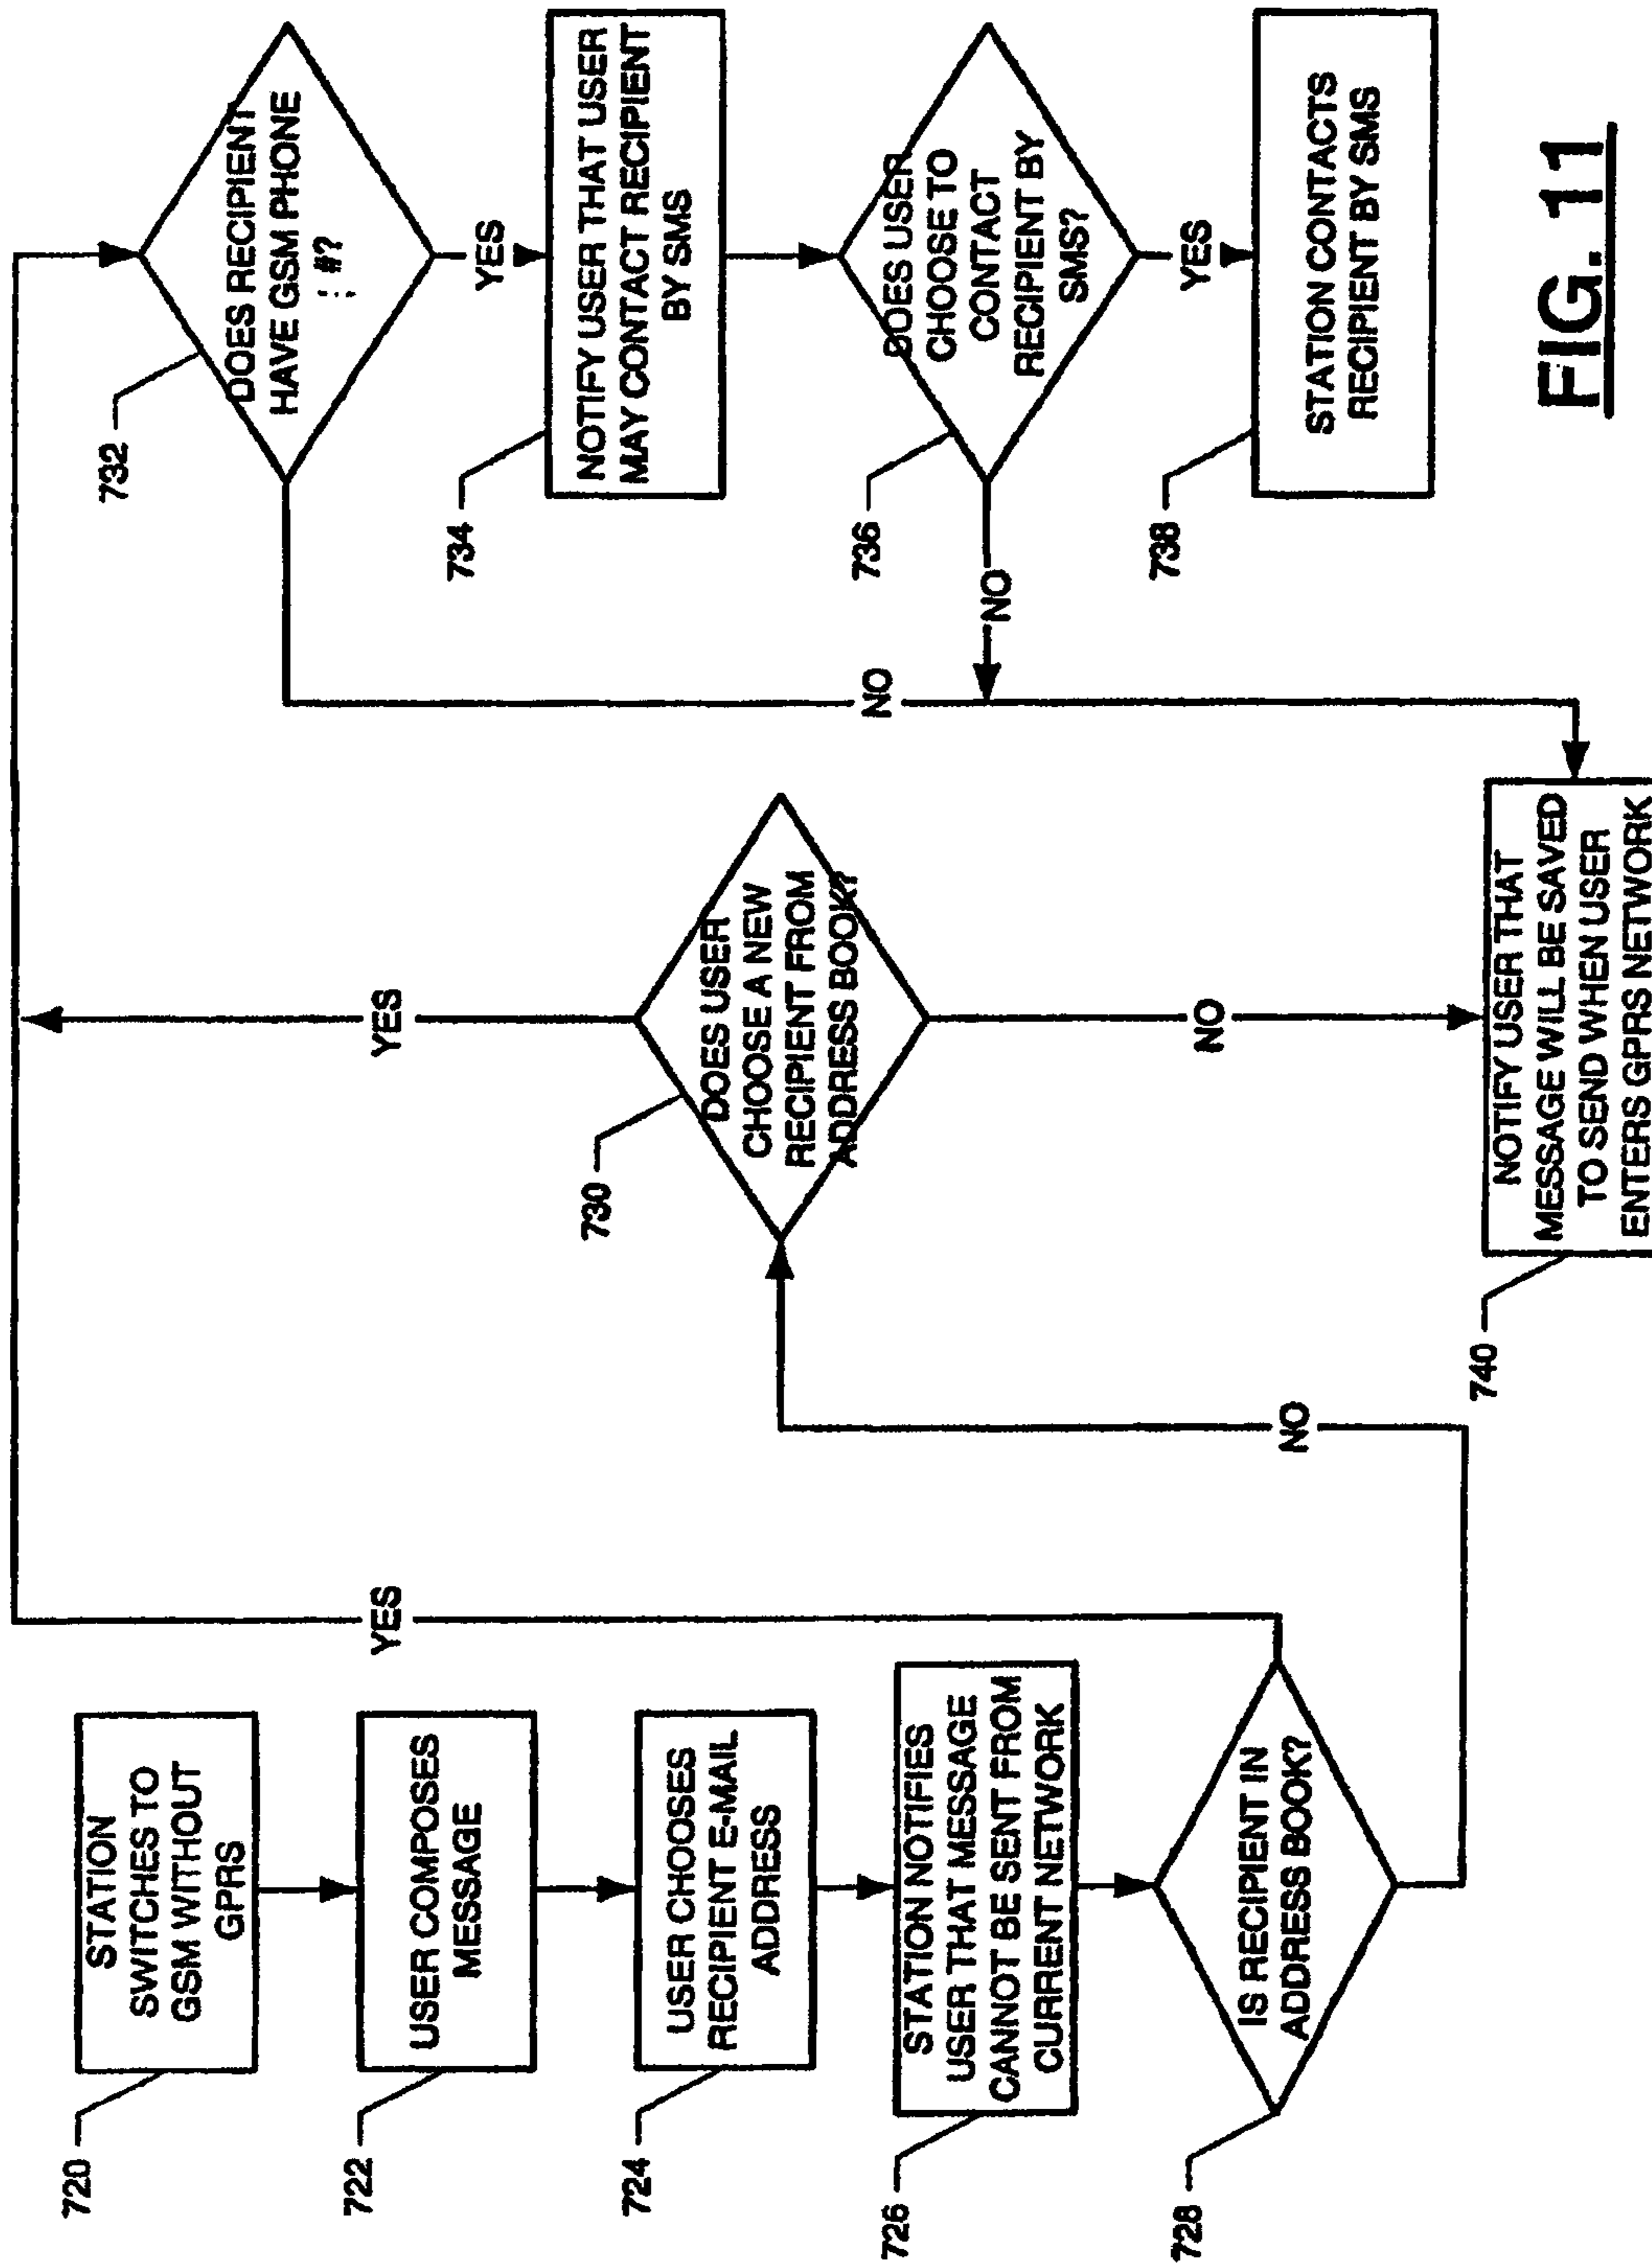 720
STATION
SWITCHES TO
GSM WITHOUT
GPRS
722
USER COMPOSES
MESSAGE
724
USER CHOOSES
RECIPIENT E-MAIL
ADDRESS
726
STATION NOTIFIES
USER THAT MESSAGE
CANNOT BE SENT FROM
CURRENT NETWORK
728
IS RECIPIENT IN
ADDRESS BOOK?
YES
NO
730
DOES USER
CHOOSE A NEW
RECIPIENT FROM
ADDRESS BOOK?
YES
NO
740
NOTIFY USER THAT
MESSAGE WILL BE SAVED
TO SEND WHEN USER
ENTERS GPRS NETWORK
732
DOES RECIPIENT
HAVE GSM PHONE
#?
YES
NO
734
NOTIFY USER THAT USER
MAY CONTACT RECIPIENT
BY SMS
736
DOES USER
CHOOSE TO
CONTACT
RECIPIENT BY
SMS?
NO
YES
738
STATION CONTACTS
RECIPIENT BY SMS
FIG. 11